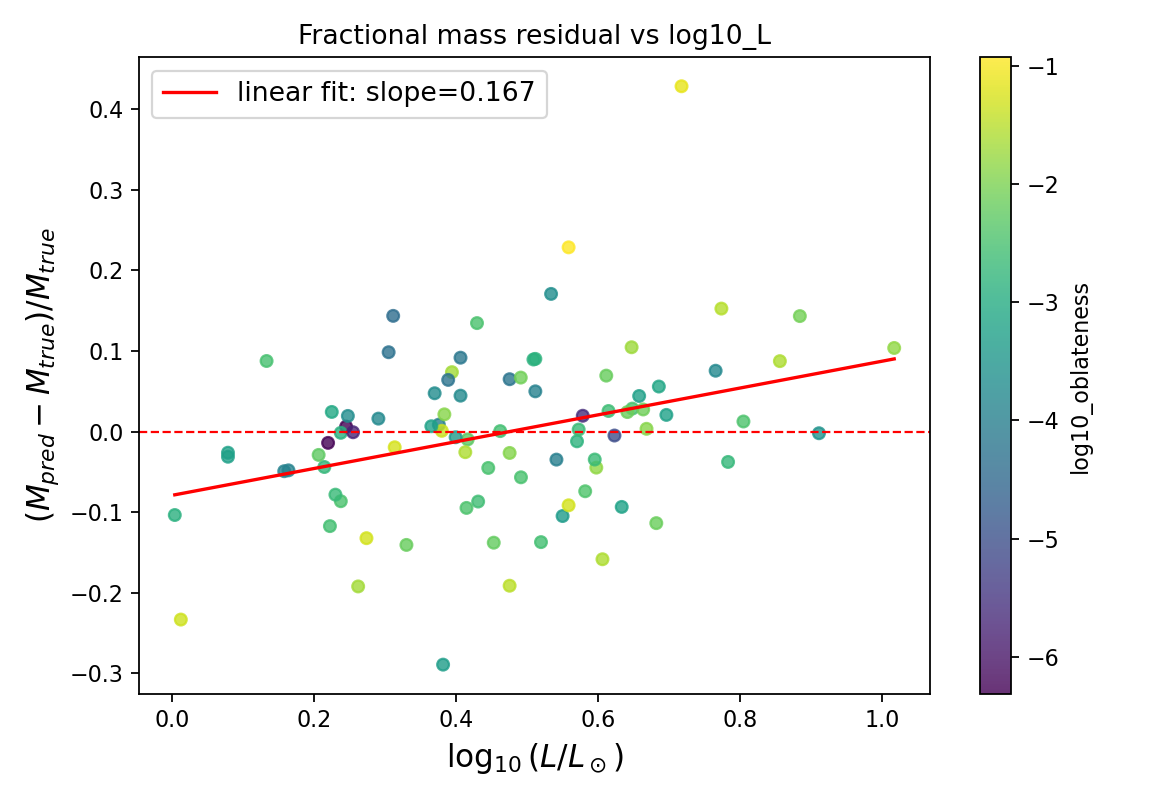 Fractional mass residual vs log10_L
linear fit: slope=0.167
(M_pred − M_true)/M_true
0.4
0.3
0.2
0.1
0.0
−0.1
−0.2
−0.3
0.0 0.2 0.4 0.6 0.8 1.0
log₁₀ (L/L⊙)
−1
−2
−3
−4
−5
−6
log10_oblateness